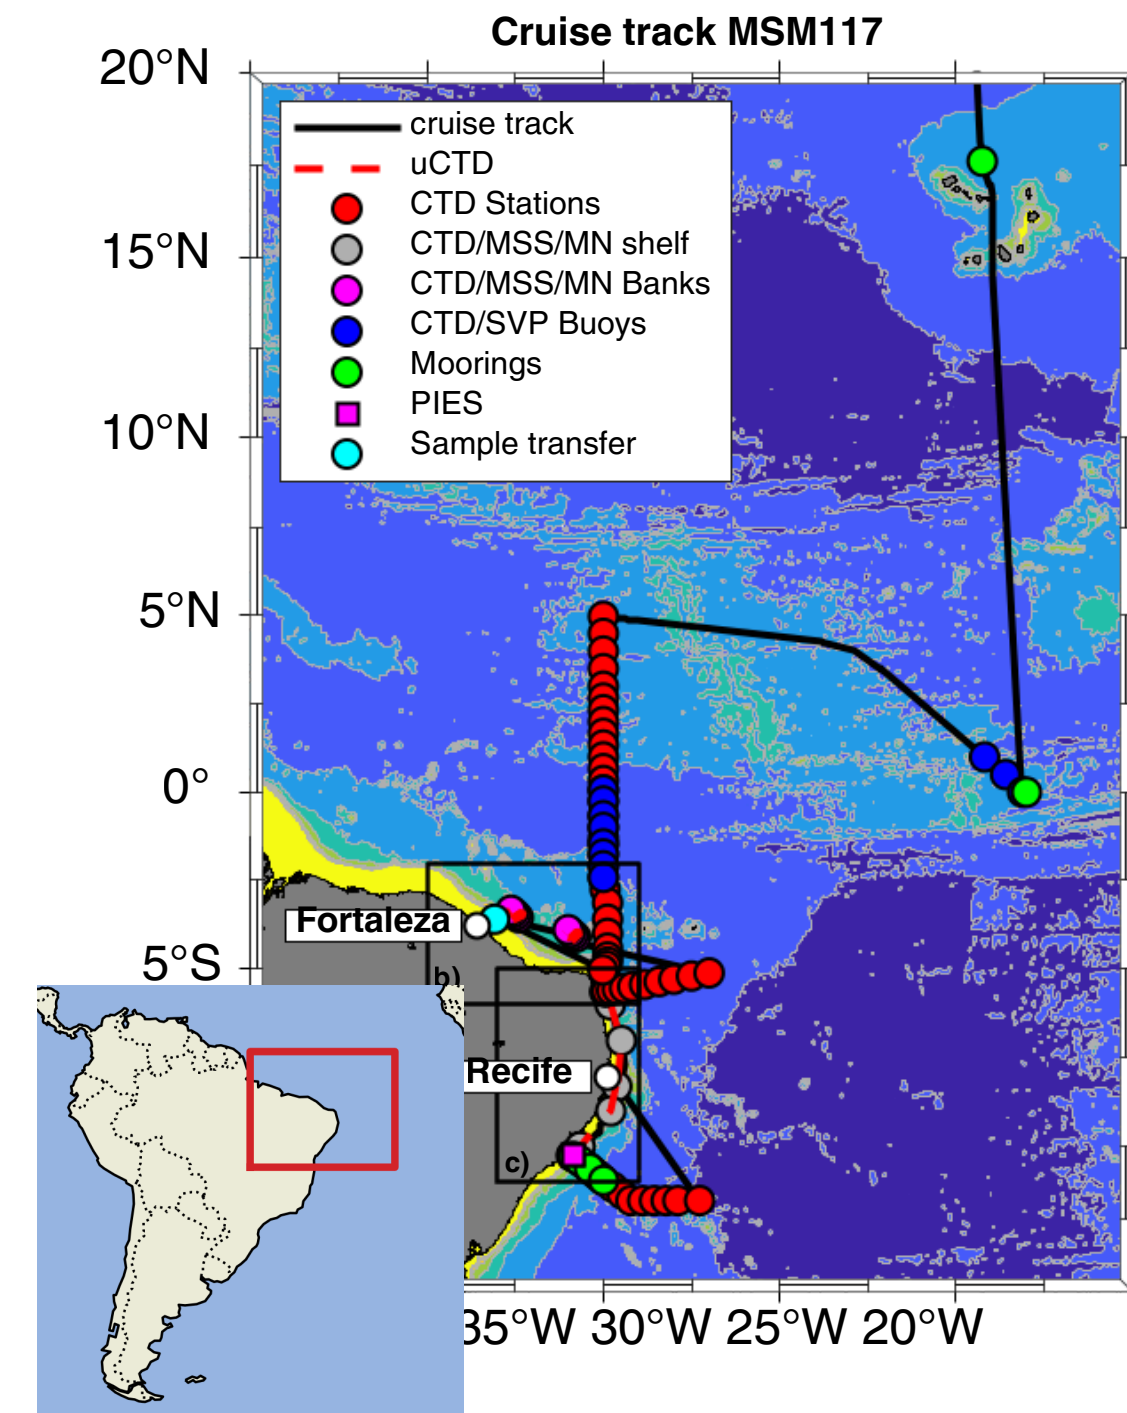 Cruise track MSM117
20°N
cruise track
uCTD
CTD Stations
CTD/MSS/MN shelf
CTD/MSS/MN Banks
CTD/SVP Buoys
Moorings
PIES
Sample transfer
15°N
10°N
5°N
0°
Fortaleza
5°S
b)
Recife
c)
35°W 30°W 25°W 20°W